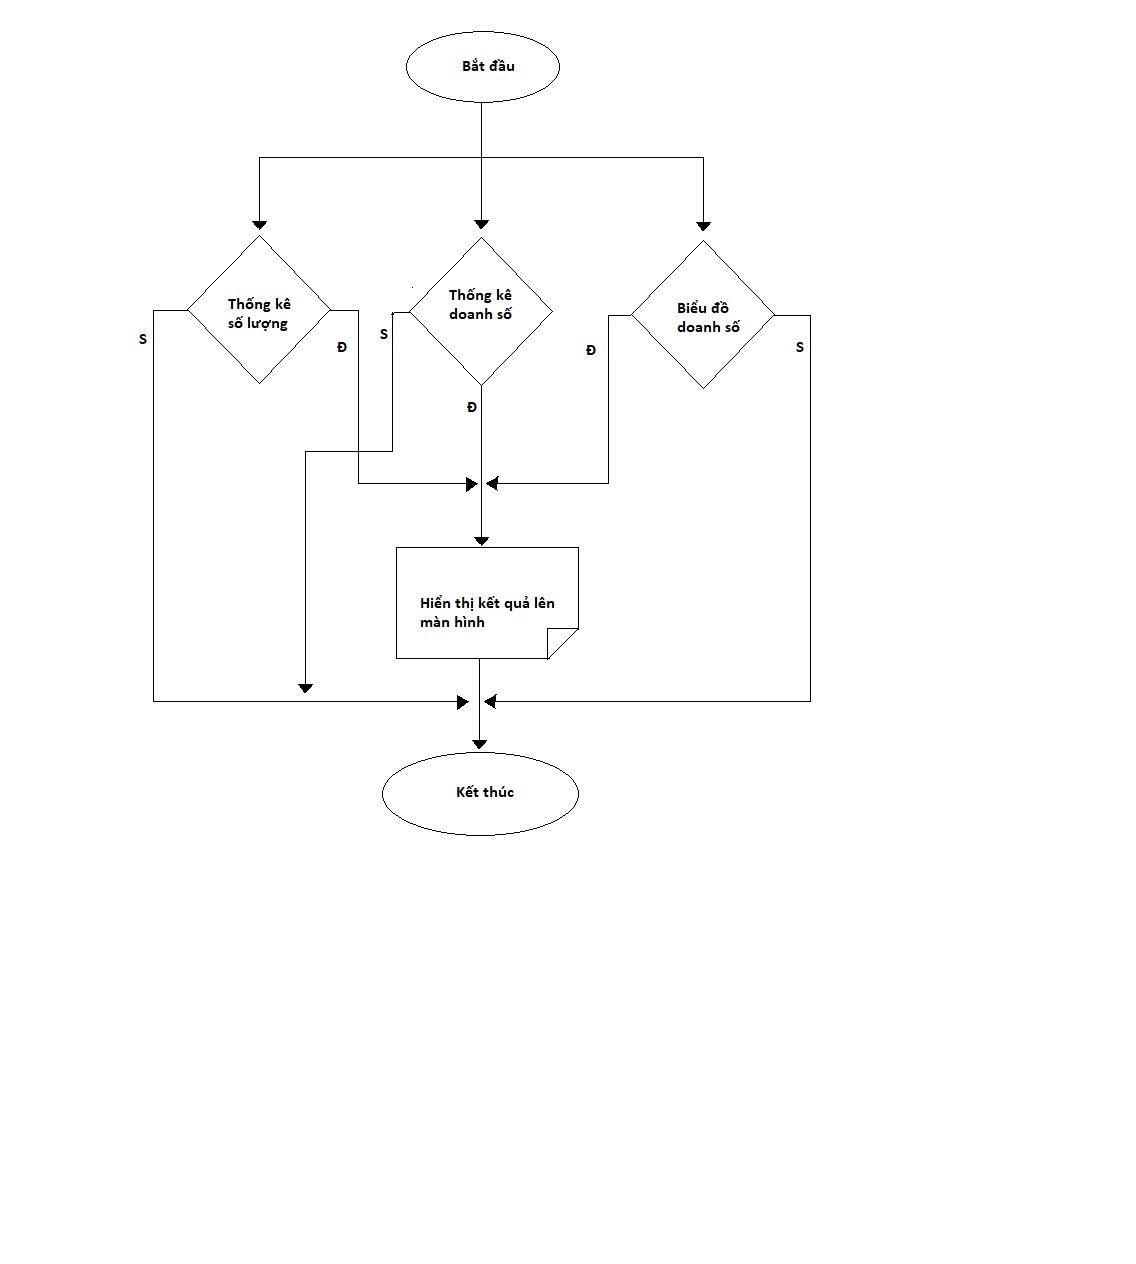 Bắt đầu
Thống kê
số lượng
Thống kê
doanh số
Biểu đồ
doanh số
S
Đ
S
Đ
Đ
S
Hiển thị kết quả lên
màn hình
Kết thúc